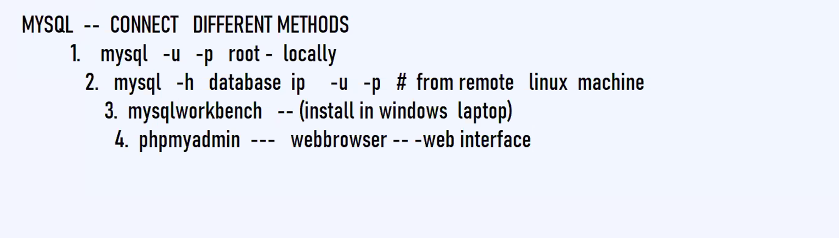 MYSQL -- CONNECT DIFFERENT METHODS
1. mysql -u -p root - locally
2. mysql -h database ip -u -p # from remote linux machine
3. mysqlworkbench -- (install in windows laptop)
4. phpmyadmin --- webbrowser -- -web interface